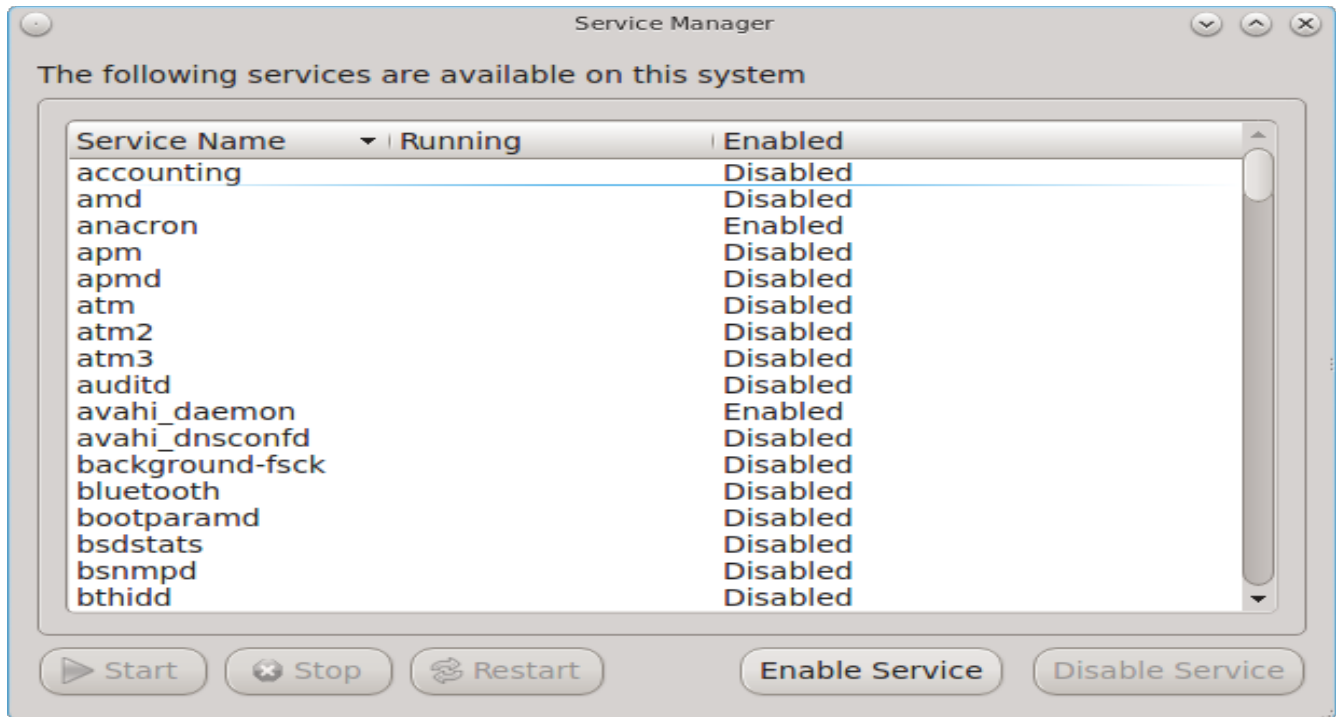 Service Manager
The following services are available on this system
Service Name Running Enabled
accounting Disabled
amd Disabled
anacron Enabled
apm Disabled
apmd Disabled
atm Disabled
atm2 Disabled
atm3 Disabled
auditd Disabled
avahi_daemon Enabled
avahi_dnsconfd Disabled
background-fsck Disabled
bluetooth Disabled
bootparamd Disabled
bsdstats Disabled
bsnmpd Disabled
bthidd Disabled
Start Stop Restart Enable Service Disable Service